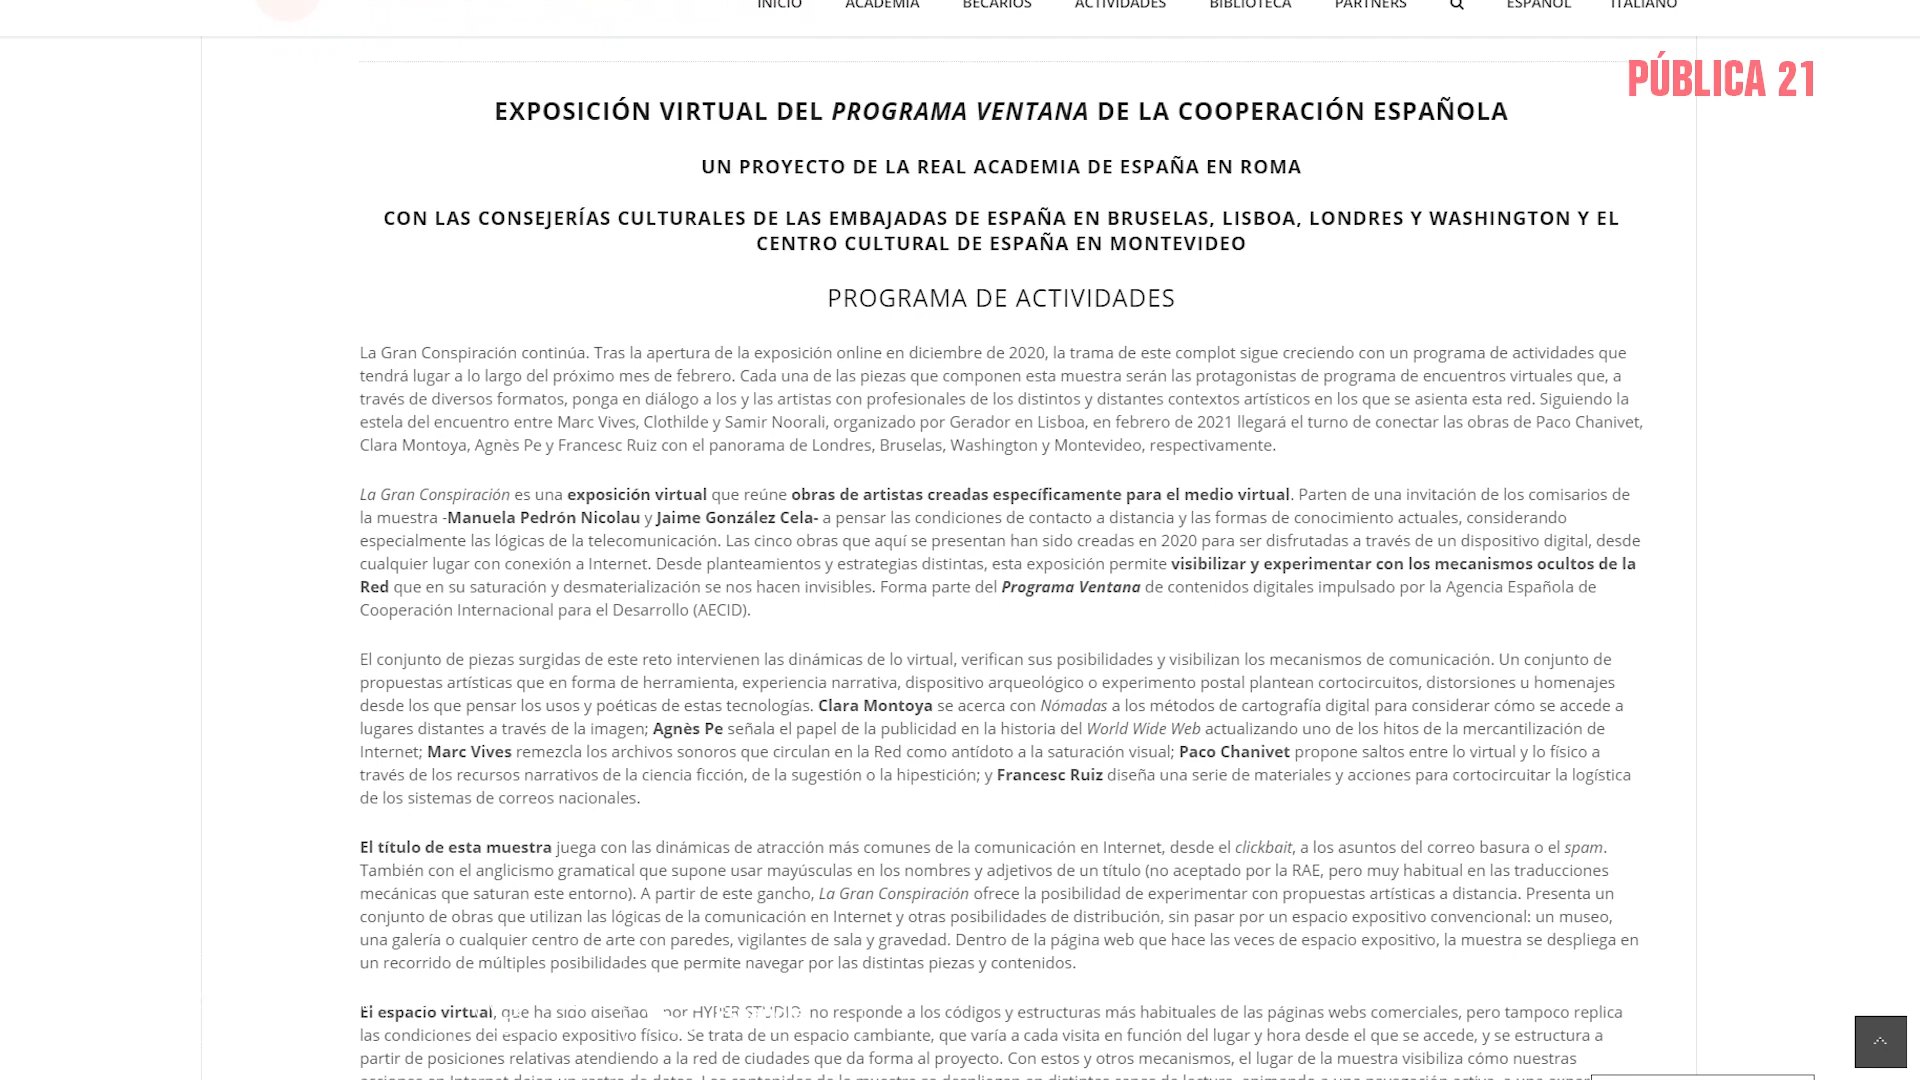 INICIO ACADEMIA BECARIOS ACTIVIDADES BIBLIOTECA PARTNERS ESPAÑOL ITALIANO
PÚBLICA 21
EXPOSICIÓN VIRTUAL DEL PROGRAMA VENTANA DE LA COOPERACIÓN ESPAÑOLA
UN PROYECTO DE LA REAL ACADEMIA DE ESPAÑA EN ROMA
CON LAS CONSEJERÍAS CULTURALES DE LAS EMBAJADAS DE ESPAÑA EN BRUSELAS, LISBOA, LONDRES Y WASHINGTON Y EL
CENTRO CULTURAL DE ESPAÑA EN MONTEVIDEO
PROGRAMA DE ACTIVIDADES
La Gran Conspiración continúa. Tras la apertura de la exposición online en diciembre de 2020, la trama de este complot sigue creciendo con un programa de actividades que
tendrá lugar a lo largo del próximo mes de febrero. Cada una de las piezas que componen esta muestra serán las protagonistas de programa de encuentros virtuales que, a
través de diversos formatos, ponga en diálogo a los y las artistas con profesionales de los distintos y distantes contextos artísticos en los que se asienta esta red. Siguiendo la
estela del encuentro entre Marc Vives, Clothilde y Samir Noorali, organizado por Gerador en Lisboa, en febrero de 2021 llegará el turno de conectar las obras de Paco Chanivet,
Clara Montoya, Agnès Pe y Francesc Ruiz con el panorama de Londres, Bruselas, Washington y Montevideo, respectivamente.
La Gran Conspiración es una exposición virtual que reúne obras de artistas creadas específicamente para el medio virtual. Parten de una invitación de los comisarios de
la muestra -Manuela Pedrón Nicolau y Jaime González Cela- a pensar las condiciones de contacto a distancia y las formas de conocimiento actuales, considerando
especialmente las lógicas de la telecomunicación. Las cinco obras que aquí se presentan han sido creadas en 2020 para ser disfrutadas a través de un dispositivo digital, desde
cualquier lugar con conexión a Internet. Desde planteamientos y estrategias distintas, esta exposición permite visibilizar y experimentar con los mecanismos ocultos de la
Red que en su saturación y desmaterialización se nos hacen invisibles. Forma parte del Programa Ventana de contenidos digitales impulsado por la Agencia Española de
Cooperación Internacional para el Desarrollo (AECID).
El conjunto de piezas surgidas de este reto intervienen las dinámicas de lo virtual, verifican sus posibilidades y visibilizan los mecanismos de comunicación. Un conjunto de
propuestas artísticas que en forma de herramienta, experiencia narrativa, dispositivo arqueológico o experimento postal plantean cortocircuitos, distorsiones u homenajes
desde los que pensar los usos y poéticas de estas tecnologías. Clara Montoya se acerca con Nómadas a los métodos de cartografía digital para considerar cómo se accede a
lugares distantes a través de la imagen; Agnès Pe señala el papel de la publicidad en la historia del World Wide Web actualizando uno de los hitos de la mercantilización de
Internet; Marc Vives remezcla los archivos sonoros que circulan en la Red como antídoto a la saturación visual; Paco Chanivet propone saltos entre lo virtual y lo físico a
través de los recursos narrativos de la ciencia ficción, de la sugestión o la hipestición; y Francesc Ruiz diseña una serie de materiales y acciones para cortocircuitar la logística
de los sistemas de correos nacionales.
El título de esta muestra juega con las dinámicas de atracción más comunes de la comunicación en Internet, desde el clickbait, a los asuntos del correo basura o el spam.
También con el anglicismo gramatical que supone usar mayúsculas en los nombres y adjetivos de un título (no aceptado por la RAE, pero muy habitual en las traducciones
mecánicas que saturan este entorno). A partir de este gancho, La Gran Conspiración ofrece la posibilidad de experimentar con propuestas artísticas a distancia. Presenta un
conjunto de obras que utilizan las lógicas de la comunicación en Internet y otras posibilidades de distribución, sin pasar por un espacio expositivo convencional: un museo,
una galería o cualquier centro de arte con paredes, vigilantes de sala y gravedad. Dentro de la página web que hace las veces de espacio expositivo, la muestra se despliega en
un recorrido de múltiples posibilidades que permite navegar por las distintas piezas y contenidos.
El espacio virtual, que ha sido por HYPER STUDIO no responde a los códigos y estructuras más habituales de las páginas webs comerciales, pero tampoco replica
las condiciones del espacio expositivo físico. Se trata de un espacio cambiante, que varía a cada visita en función del lugar y hora desde el que se accede, y se estructura a
partir de posiciones relativas atendiendo a la red de ciudades que da forma al proyecto. Con estos y otros mecanismos, el lugar de la muestra visibiliza cómo nuestras